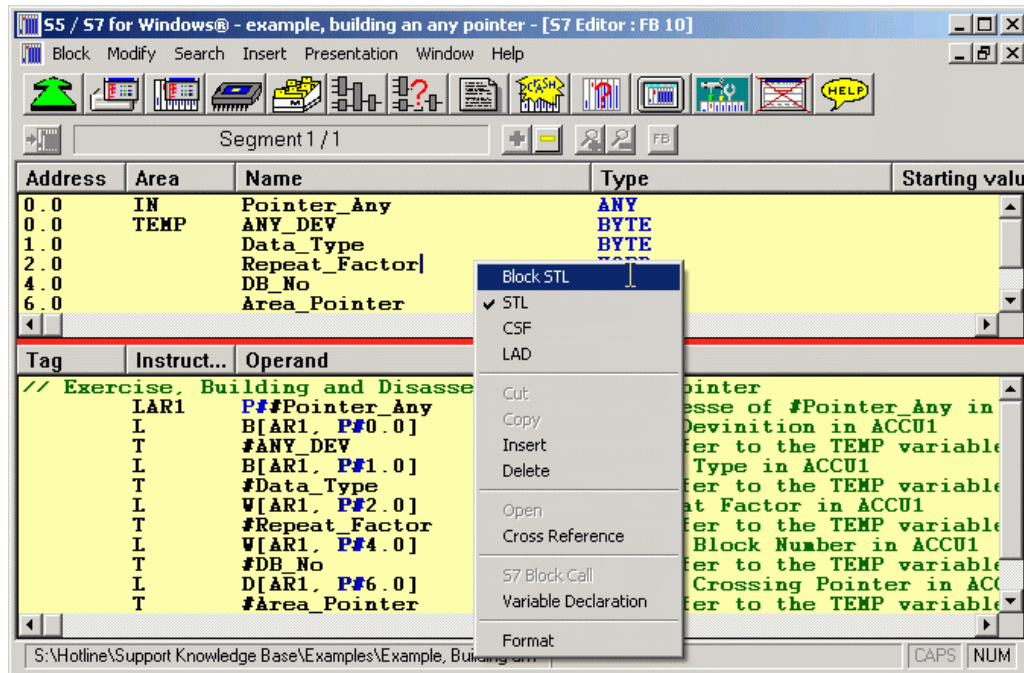 S5 / S7 for Windows® - example, building an any pointer - [S7 Editor : FB 10]
Block Modify Search Insert Presentation Window Help
CRASH HELP
Segment 1 / 1 FB
Address Area Name Type Starting valu
0.0 IN Pointer_Any ANY
0.0 TEMP ANY_DEV BYTE
1.0 Data_Type BYTE
2.0 Repeat_Factor
4.0 DB_No
6.0 Area_Pointer
Block STL
STL
CSF
LAD
Cut
Copy
Insert
Delete
Open
Cross Reference
S7 Block Call
Variable Declaration
Format
Tag Instruct... Operand
// Exercise, Building and Disasse ointer
LAR1 P##Pointer_Any esse of #Pointer_Any in
L B[AR1, P#0.0] Devinition in ACCU1
T #ANY_DEV fer to the TEMP variable
L B[AR1, P#1.0] Type in ACCU1
T #Data_Type fer to the TEMP variable
L W[AR1, P#2.0] at Factor in ACCU1
T #Repeat_Factor fer to the TEMP variable
L W[AR1, P#4.0] Block Number in ACCU1
T #DB_No fer to the TEMP variable
L D[AR1, P#6.0] Crossing Pointer in ACC
T #Area_Pointer fer to the TEMP variable
S:\Hotline\Support Knowledge Base\Examples\Example, Building an CAPS NUM